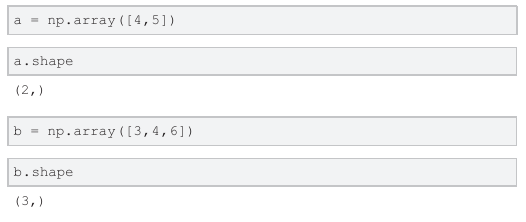 a = np.array([4,5])
a.shape
(2,)
b = np.array([3,4,6])
b.shape
(3,)